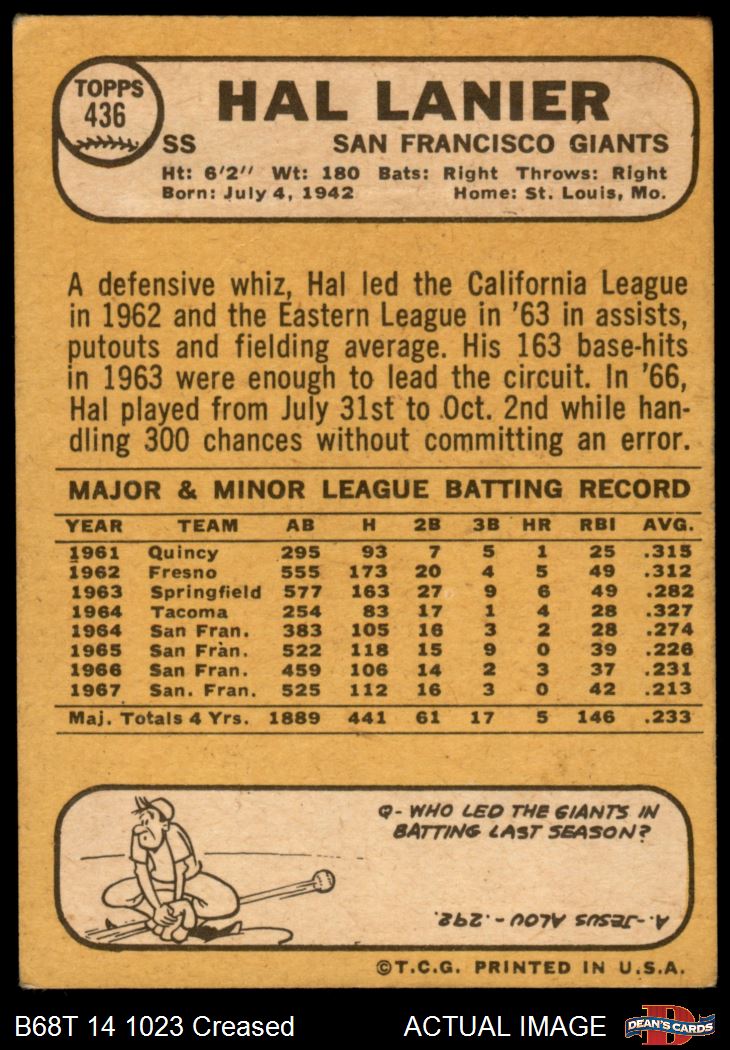 TOPPS
436
HAL LANIER
SS SAN FRANCISCO GIANTS
Ht: 6'2" Wt: 180 Bats: Right Throws: Right
Born: July 4, 1942 Home: St. Louis, Mo.
A defensive whiz, Hal led the California League
in 1962 and the Eastern League in '63 in assists,
putouts and fielding average. His 163 base-hits
in 1963 were enough to lead the circuit. In '66,
Hal played from July 31st to Oct. 2nd while han-
dling 300 chances without committing an error.
MAJOR & MINOR LEAGUE BATTING RECORD
YEAR TEAM AB H 2B 3B HR RBI AVG.
1961 Quincy 295 93 7 5 1 25 .315
1962 Fresno 555 173 20 4 5 49 .312
1963 Springfield 577 163 27 9 6 49 .282
1964 Tacoma 254 83 17 1 4 28 .327
1964 San Fran. 383 105 16 3 2 28 .274
1965 San Fran. 522 118 15 9 0 39 .226
1966 San Fran. 459 106 14 2 3 37 .231
1967 San. Fran. 525 112 16 3 0 42 .213
Maj. Totals 4 Yrs. 1889 441 61 17 5 146 .233
Q- WHO LED THE GIANTS IN
BATTING LAST SEASON?
A.-JESUS ALOU-.292.
©T.C.G. PRINTED IN U.S.A.
B68T 14 1023 Creased ACTUAL IMAGE
D
DEAN'S CARDS